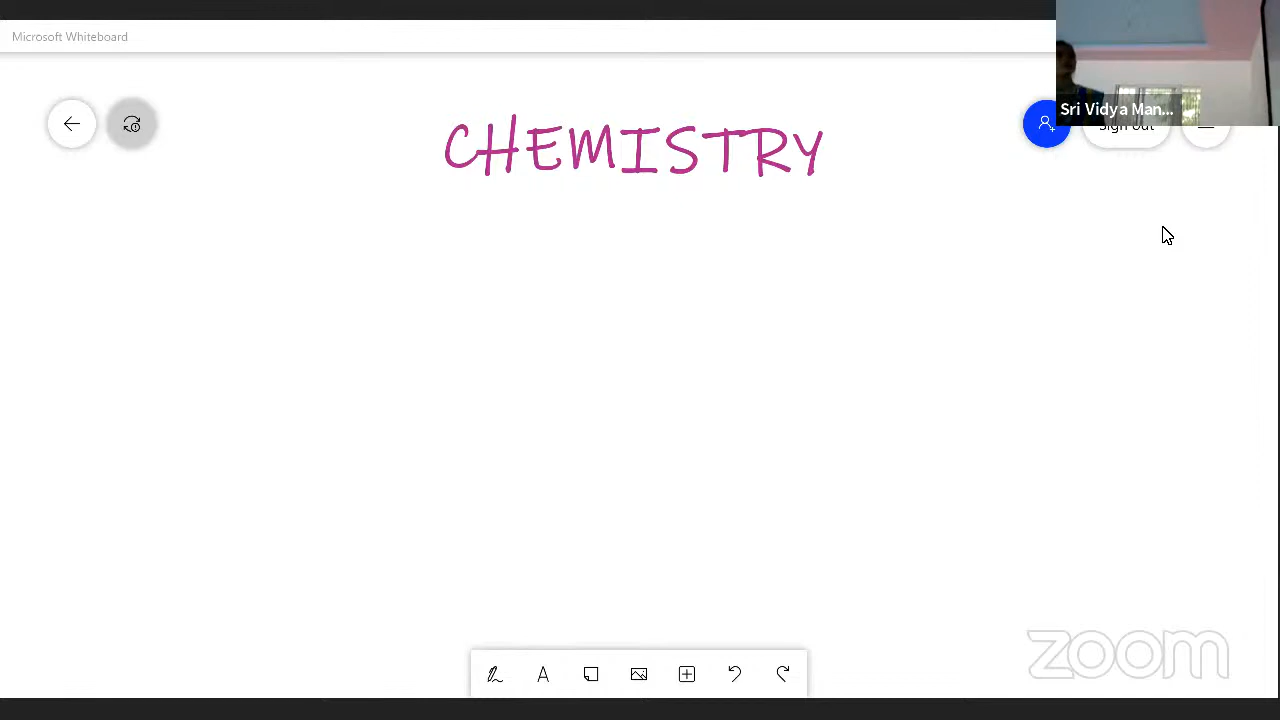 Microsoft Whiteboard
Sri Vidya Man...
Sign out
CHEMISTRY
zoom